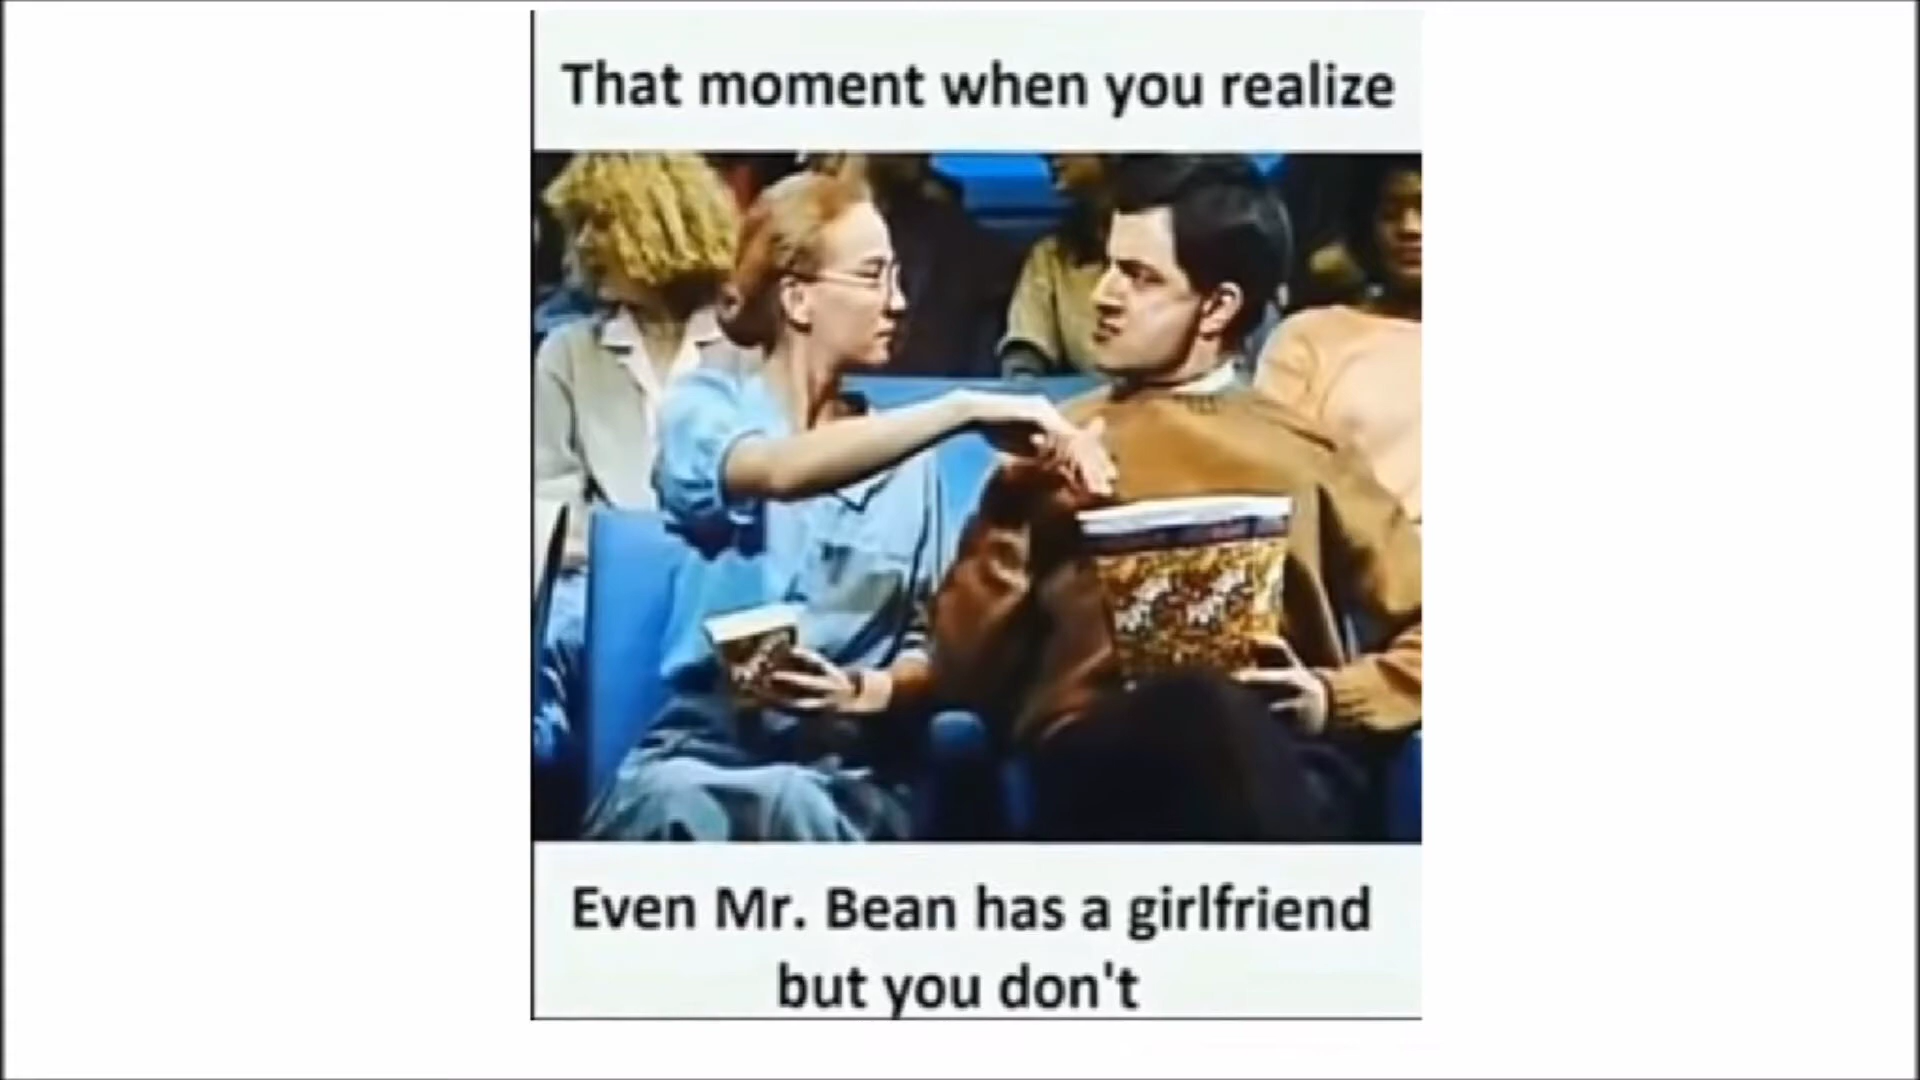 That moment when you realize
Even Mr. Bean has a girlfriend
but you don't